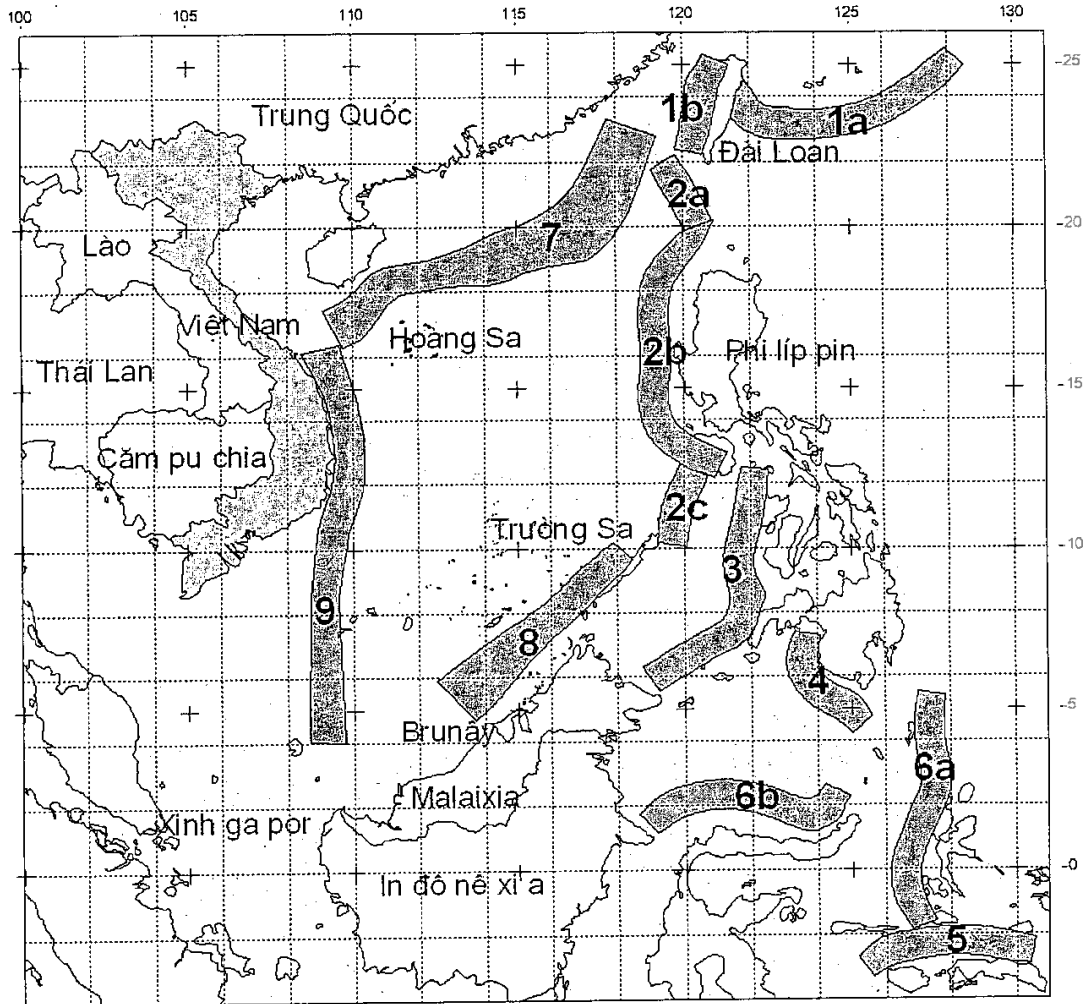 100 105 110 115 120 125 130
-25
Trung Quốc
1b
1a
Đài Loan
2a
-20
7
Lào
Việt Nam
Hoàng Sa
2b
Phi líp pin
Thái Lan
-15
Căm pu chia
2c
Trường Sa
-10
3
9
8
4
-5
Brunây
6a
Malaixia
6b
Xinh ga por
-0
In đô nê xi a
5